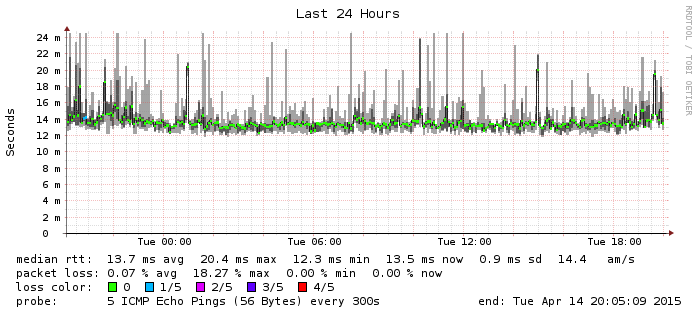 Last 24 Hours
RRDTOOL / TOBI OETIKER
Seconds
24 m
22 m
20 m
18 m
16 m
14 m
12 m
10 m
8 m
6 m
4 m
2 m
0
Tue 00:00 Tue 06:00 Tue 12:00 Tue 18:00
median rtt: 13.7 ms avg 20.4 ms max 12.3 ms min 13.5 ms now 0.9 ms sd 14.4 am/s
packet loss: 0.07 % avg 18.27 % max 0.00 % min 0.00 % now
loss color: 0 1/5 2/5 3/5 4/5
probe: 5 ICMP Echo Pings (56 Bytes) every 300s end: Tue Apr 14 20:05:09 2015